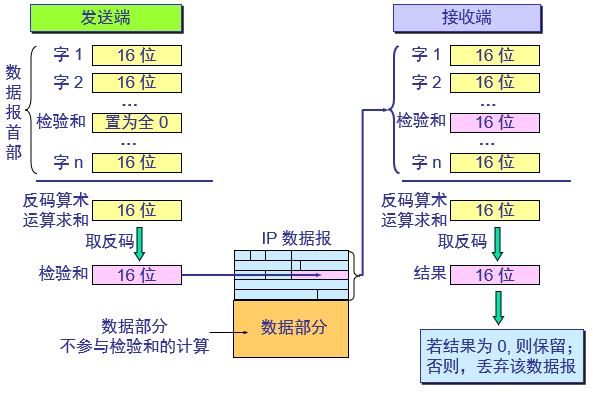 发送端
数据报首部
字 1
16 位
字 2
16 位
…
检验和
置为全 0
…
字 n
16 位
反码算术
运算求和
16 位
取反码
检验和
16 位
数据部分
不参与检验和的计算
IP 数据报
数据部分
接收端
字 1
16 位
字 2
16 位
…
检验和
16 位
…
字 n
16 位
反码算术
运算求和
16 位
取反码
结果
16 位
若结果为 0, 则保留；
否则，丢弃该数据报